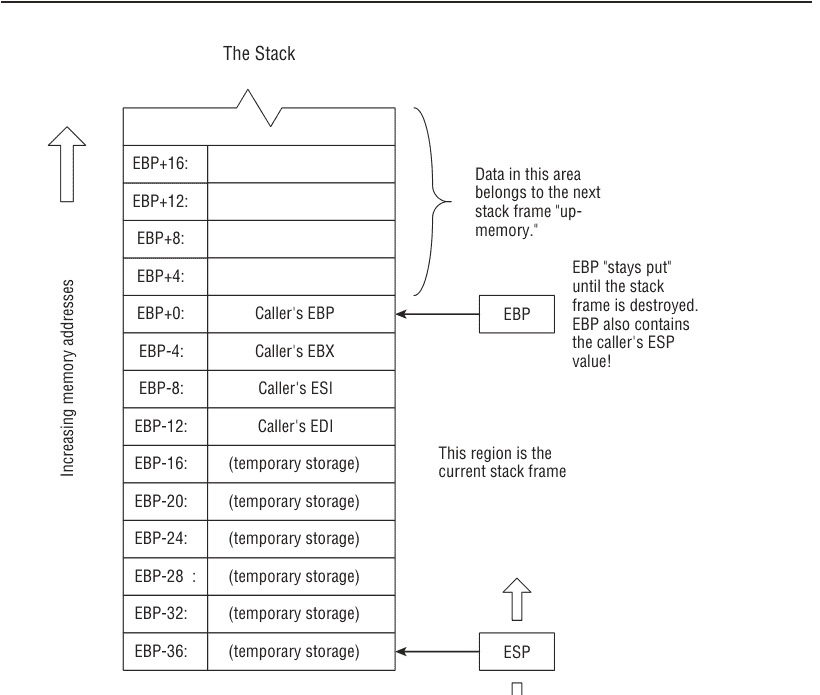 The Stack
EBP+16:
EBP+12:
EBP+8:
EBP+4:
EBP+0: Caller's EBP
EBP-4: Caller's EBX
EBP-8: Caller's ESI
EBP-12: Caller's EDI
EBP-16: (temporary storage)
EBP-20: (temporary storage)
EBP-24: (temporary storage)
EBP-28 : (temporary storage)
EBP-32: (temporary storage)
EBP-36: (temporary storage)
Increasing memory addresses
Data in this area
belongs to the next
stack frame "up-
memory."
EBP
EBP "stays put"
until the stack
frame is destroyed.
EBP also contains
the caller's ESP
value!
This region is the
current stack frame
ESP